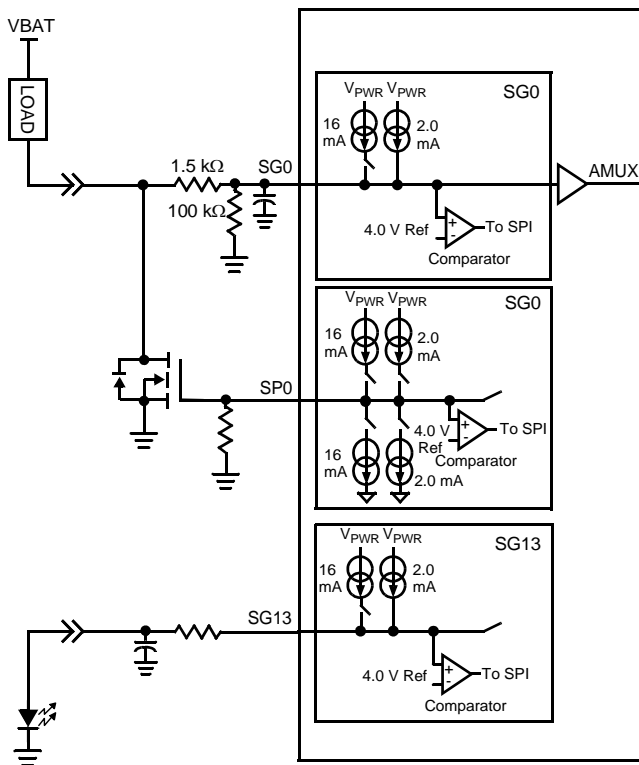 VBAT
LOAD
1.5 kΩ
100 kΩ
SG0
VPWR VPWR
SG0
16 mA
2.0 mA
4.0 V Ref
+
-
To SPI
Comparator
AMUX
SP0
VPWR VPWR
SG0
16 mA
2.0 mA
4.0 V Ref
+
-
To SPI
Comparator
16 mA
2.0 mA
SG13
VPWR VPWR
SG13
16 mA
2.0 mA
4.0 V Ref
+
-
To SPI
Comparator